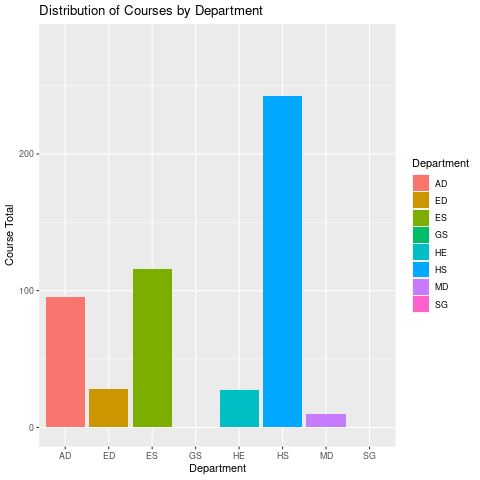 Distribution of Courses by Department
Course Total
200
100
0
AD ED ES GS HE HS MD SG
Department
Department
AD
ED
ES
GS
HE
HS
MD
SG